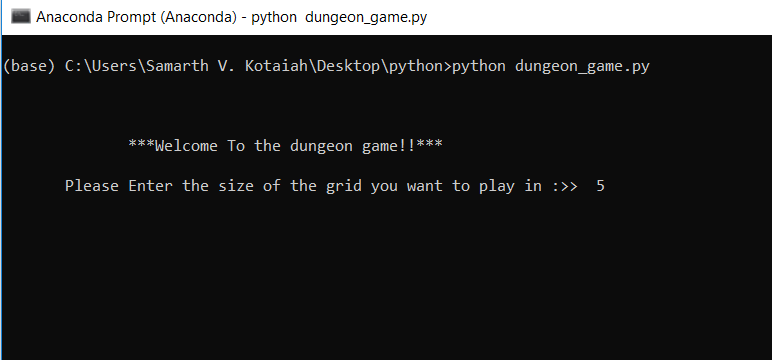 Anaconda Prompt (Anaconda) - python  dungeon_game.py
(base) C:\Users\Samarth V. Kotaiah\Desktop\python>python dungeon_game.py
***Welcome To the dungeon game!!***
Please Enter the size of the grid you want to play in :>>  5